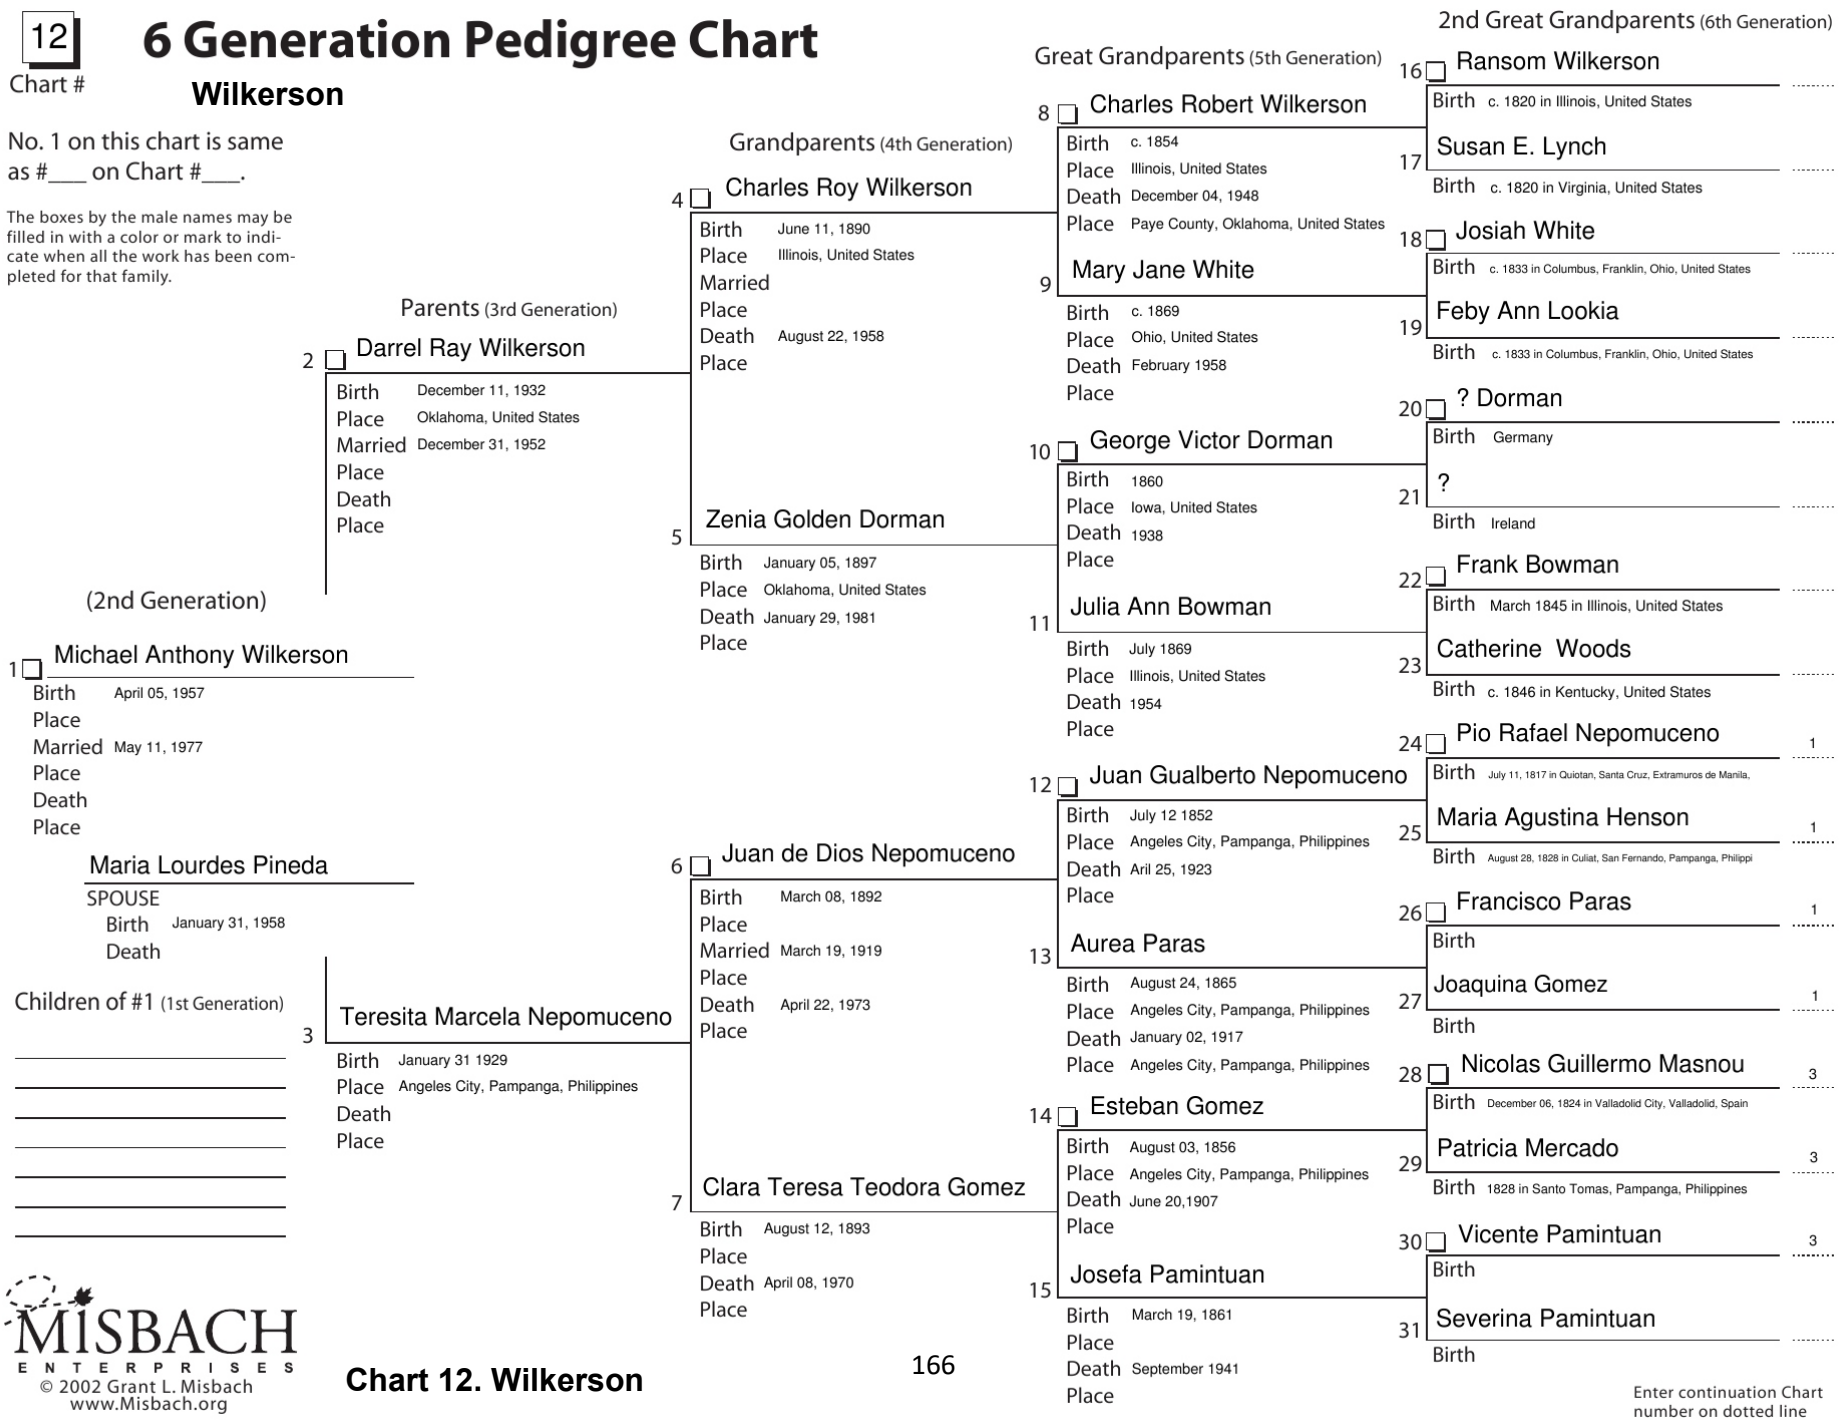 12
Chart #
6 Generation Pedigree Chart
Wilkerson
No. 1 on this chart is same
as #___ on Chart #___.
The boxes by the male names may be
filled in with a color or mark to indi-
cate when all the work has been com-
pleted for that family.
(2nd Generation)
1 Michael Anthony Wilkerson
Birth April 05, 1957
Place
Married May 11, 1977
Place
Death
Place
Maria Lourdes Pineda
SPOUSE
Birth January 31, 1958
Death
Children of #1 (1st Generation)
Parents (3rd Generation)
2 Darrel Ray Wilkerson
Birth December 11, 1932
Place Oklahoma, United States
Married December 31, 1952
Place
Death
Place
3 Teresita Marcela Nepomuceno
Birth January 31 1929
Place Angeles City, Pampanga, Philippines
Death
Place
Grandparents (4th Generation)
4 Charles Roy Wilkerson
Birth June 11, 1890
Place Illinois, United States
Married
Place
Death August 22, 1958
Place
5 Zenia Golden Dorman
Birth January 05, 1897
Place Oklahoma, United States
Death January 29, 1981
Place
6 Juan de Dios Nepomuceno
Birth March 08, 1892
Place
Married March 19, 1919
Place
Death April 22, 1973
Place
7 Clara Teresa Teodora Gomez
Birth August 12, 1893
Place
Death April 08, 1970
Place
Great Grandparents (5th Generation)
8 Charles Robert Wilkerson
Birth c. 1854
Place Illinois, United States
Death December 04, 1948
Place Paye County, Oklahoma, United States
9 Mary Jane White
Birth c. 1869
Place Ohio, United States
Death February 1958
Place
10 George Victor Dorman
Birth 1860
Place Iowa, United States
Death 1938
Place
11 Julia Ann Bowman
Birth July 1869
Place Illinois, United States
Death 1954
Place
12 Juan Gualberto Nepomuceno
Birth July 12 1852
Place Angeles City, Pampanga, Philippines
Death Aril 25, 1923
Place
13 Aurea Paras
Birth August 24, 1865
Place Angeles City, Pampanga, Philippines
Death January 02, 1917
Place Angeles City, Pampanga, Philippines
14 Esteban Gomez
Birth August 03, 1856
Place Angeles City, Pampanga, Philippines
Death June 20,1907
Place
15 Josefa Pamintuan
Birth March 19, 1861
Place
Death September 1941
Place
2nd Great Grandparents (6th Generation)
16 Ransom Wilkerson
Birth c. 1820 in Illinois, United States
17 Susan E. Lynch
Birth c. 1820 in Virginia, United States
18 Josiah White
Birth c. 1833 in Columbus, Franklin, Ohio, United States
19 Feby Ann Lookia
Birth c. 1833 in Columbus, Franklin, Ohio, United States
20 ? Dorman
Birth Germany
21 ?
Birth Ireland
22 Frank Bowman
Birth March 1845 in Illinois, United States
23 Catherine Woods
Birth c. 1846 in Kentucky, United States
24 Pio Rafael Nepomuceno 1
Birth July 11, 1817 in Quiotan, Santa Cruz, Extramuros de Manila,
25 Maria Agustina Henson 1
Birth August 28, 1828 in Culiat, San Fernando, Pampanga, Philippi
26 Francisco Paras 1
Birth
27 Joaquina Gomez 1
Birth
28 Nicolas Guillermo Masnou 3
Birth December 06, 1824 in Valladolid City, Valladolid, Spain
29 Patricia Mercado 3
Birth 1828 in Santo Tomas, Pampanga, Philippines
30 Vicente Pamintuan 3
Birth
31 Severina Pamintuan
Birth
MISBACH
ENTERPRISES
© 2002 Grant L. Misbach
www.Misbach.org
Chart 12. Wilkerson
166
Enter continuation Chart
number on dotted line